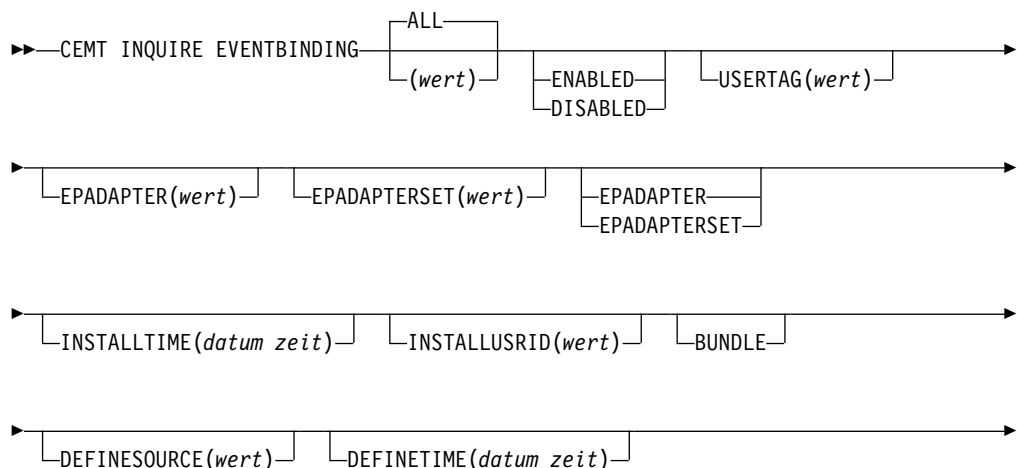 ALL
CEMT INQUIRE EVENTBINDING
(wert)
ENABLED
DISABLED
USERTAG(wert)
EPADAPTER(wert)
EPADAPTERSET(wert)
EPADAPTER
EPADAPTERSET
INSTALLTIME(datum zeit)
INSTALLUSRID(wert)
BUNDLE
DEFINESOURCE(wert)
DEFINETIME(datum zeit)